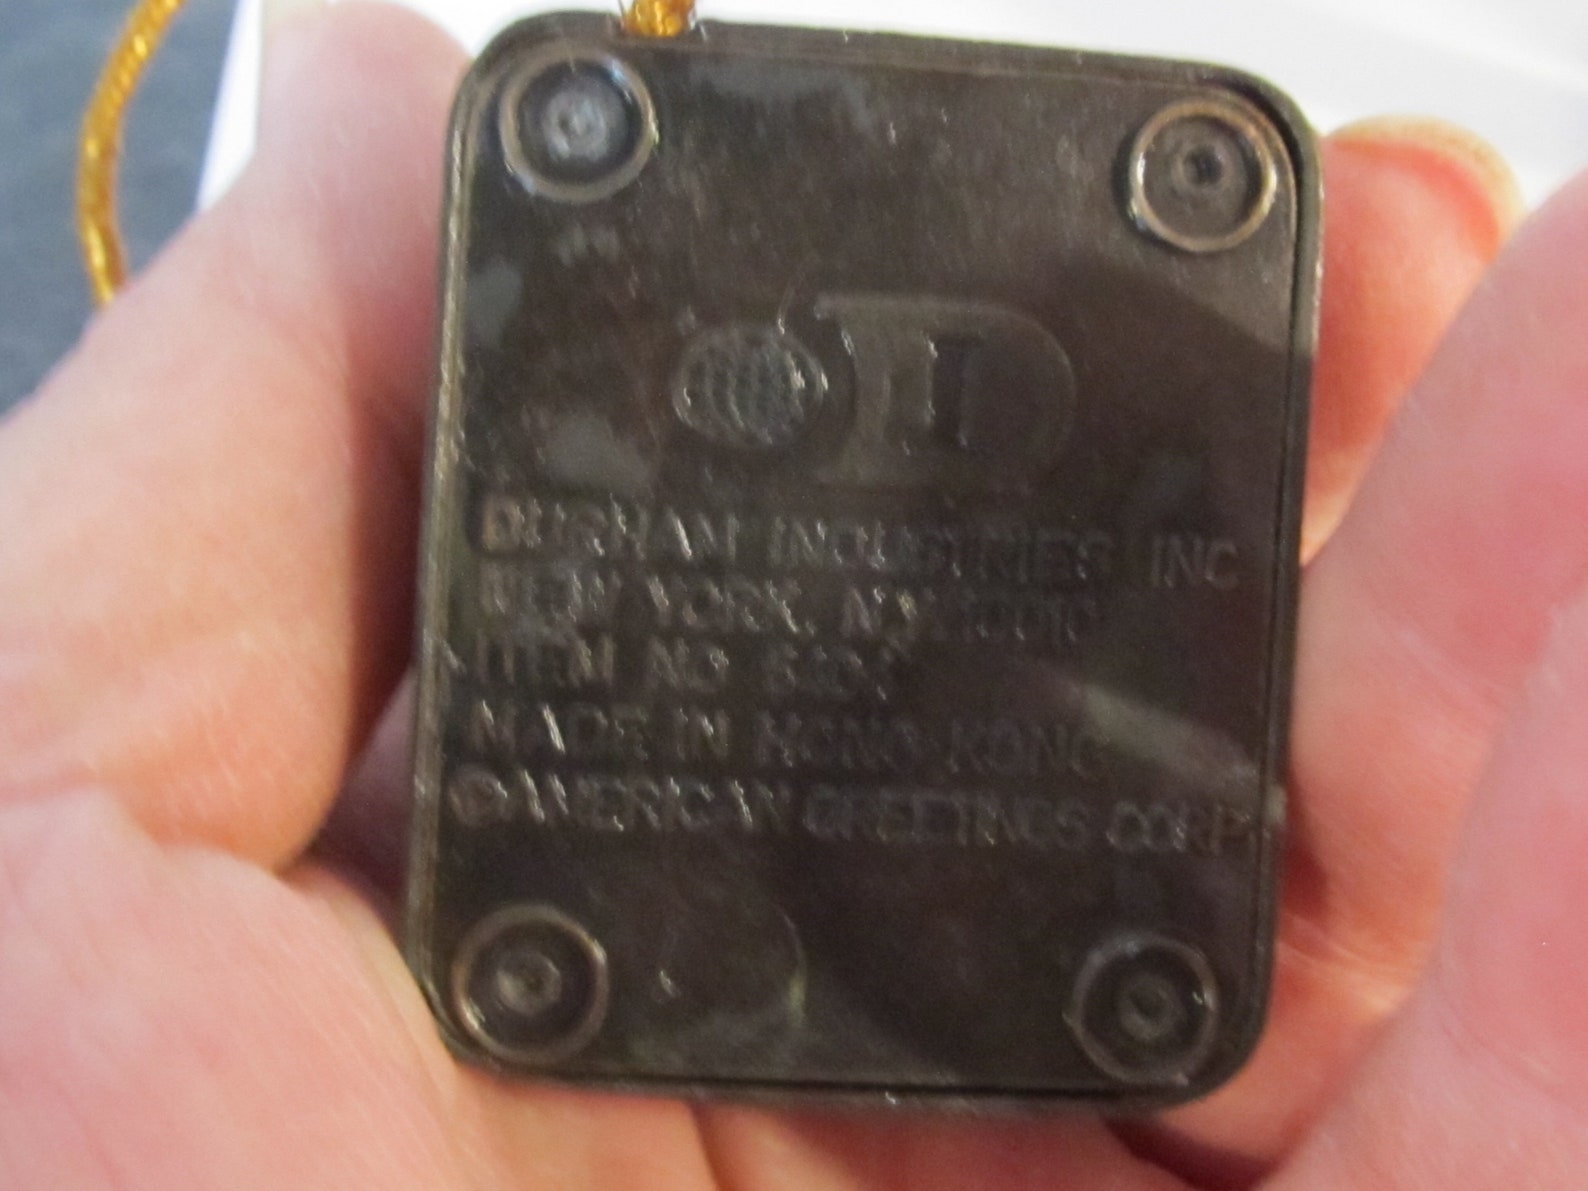 D
DURHAM INDUSTRIES INC
NEW YORK, N.Y. 10010
ITEM NO
MADE IN HONG KONG
©AMERICAN GREETINGS CORP